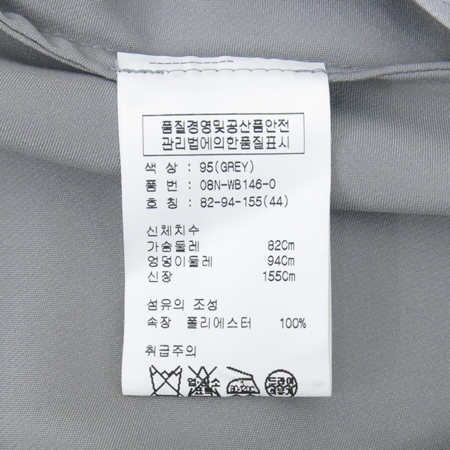 품질경영및공산품안전
관리법에의한품질표시
색 상 : 95(GREY)
품 번 : 08N-WB146-0
호 칭 : 82-94-155(44)
신체치수
가슴둘레 82Cm
엉덩이둘레 94Cm
신장 155Cm
섬유의 조성
속장 폴리에스터 100%
취급주의
드라이